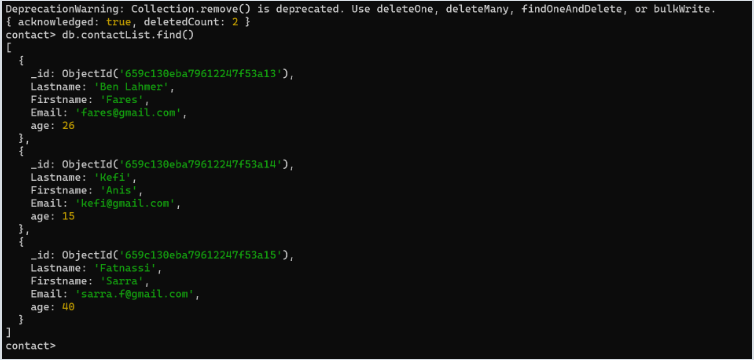 DeprecationWarning: Collection.remove() is deprecated. Use deleteOne, deleteMany, findOneAndDelete, or bulkWrite.
{ acknowledged: true, deletedCount: 2 }
contact> db.contactList.find()
[
  {
    _id: ObjectId('659c130eba79612247f53a13'),
    Lastname: 'Ben Lahmer',
    Firstname: 'Fares',
    Email: 'fares@gmail.com',
    age: 26
  },
  {
    _id: ObjectId('659c130eba79612247f53a14'),
    Lastname: 'Kefi',
    Firstname: 'Anis',
    Email: 'kefi@gmail.com',
    age: 15
  },
  {
    _id: ObjectId('659c130eba79612247f53a15'),
    Lastname: 'Fatnassi',
    Firstname: 'Sarra',
    Email: 'sarra.f@gmail.com',
    age: 40
  }
]
contact>